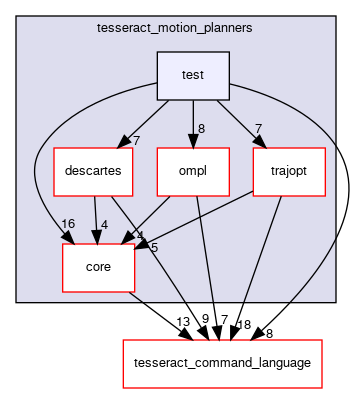 tesseract_motion_planners
test
7
8
7
descartes
ompl
trajopt
16
4
4
5
core
13
9
7
18
8
tesseract_command_language